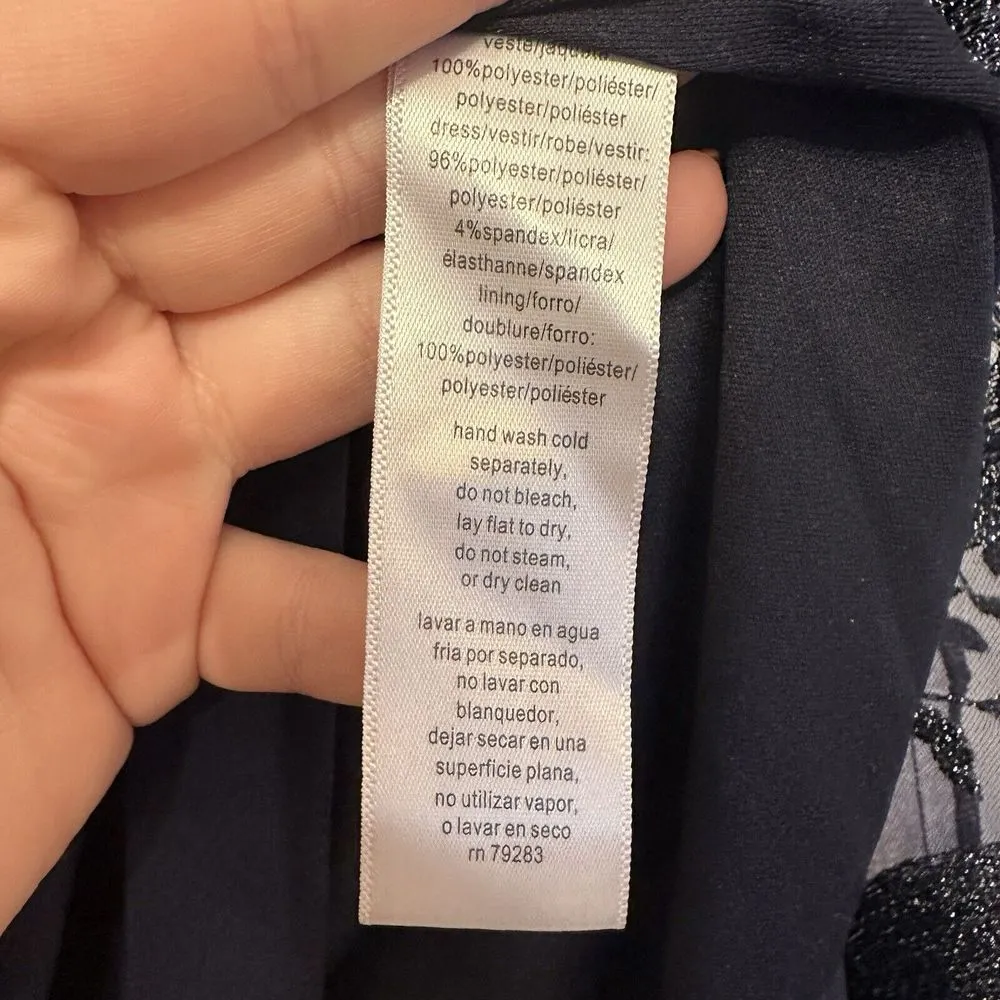 100%polyester/poliéster/
polyester/poliéster
dress/vestir/robe/vestir:
96%polyester/poliéster/
polyester/poliéster
4%spandex/licra/
élasthanne/spandex
lining/forro/
doublure/forro:
100%polyester/poliéster/
polyester/poliéster
hand wash cold
separately,
do not bleach,
lay flat to dry,
do not steam,
or dry clean
lavar a mano en agua
fria por separado,
no lavar con
blanquedor,
dejar secar en una
superficie plana,
no utilizar vapor,
o lavar en seco
rn 79283